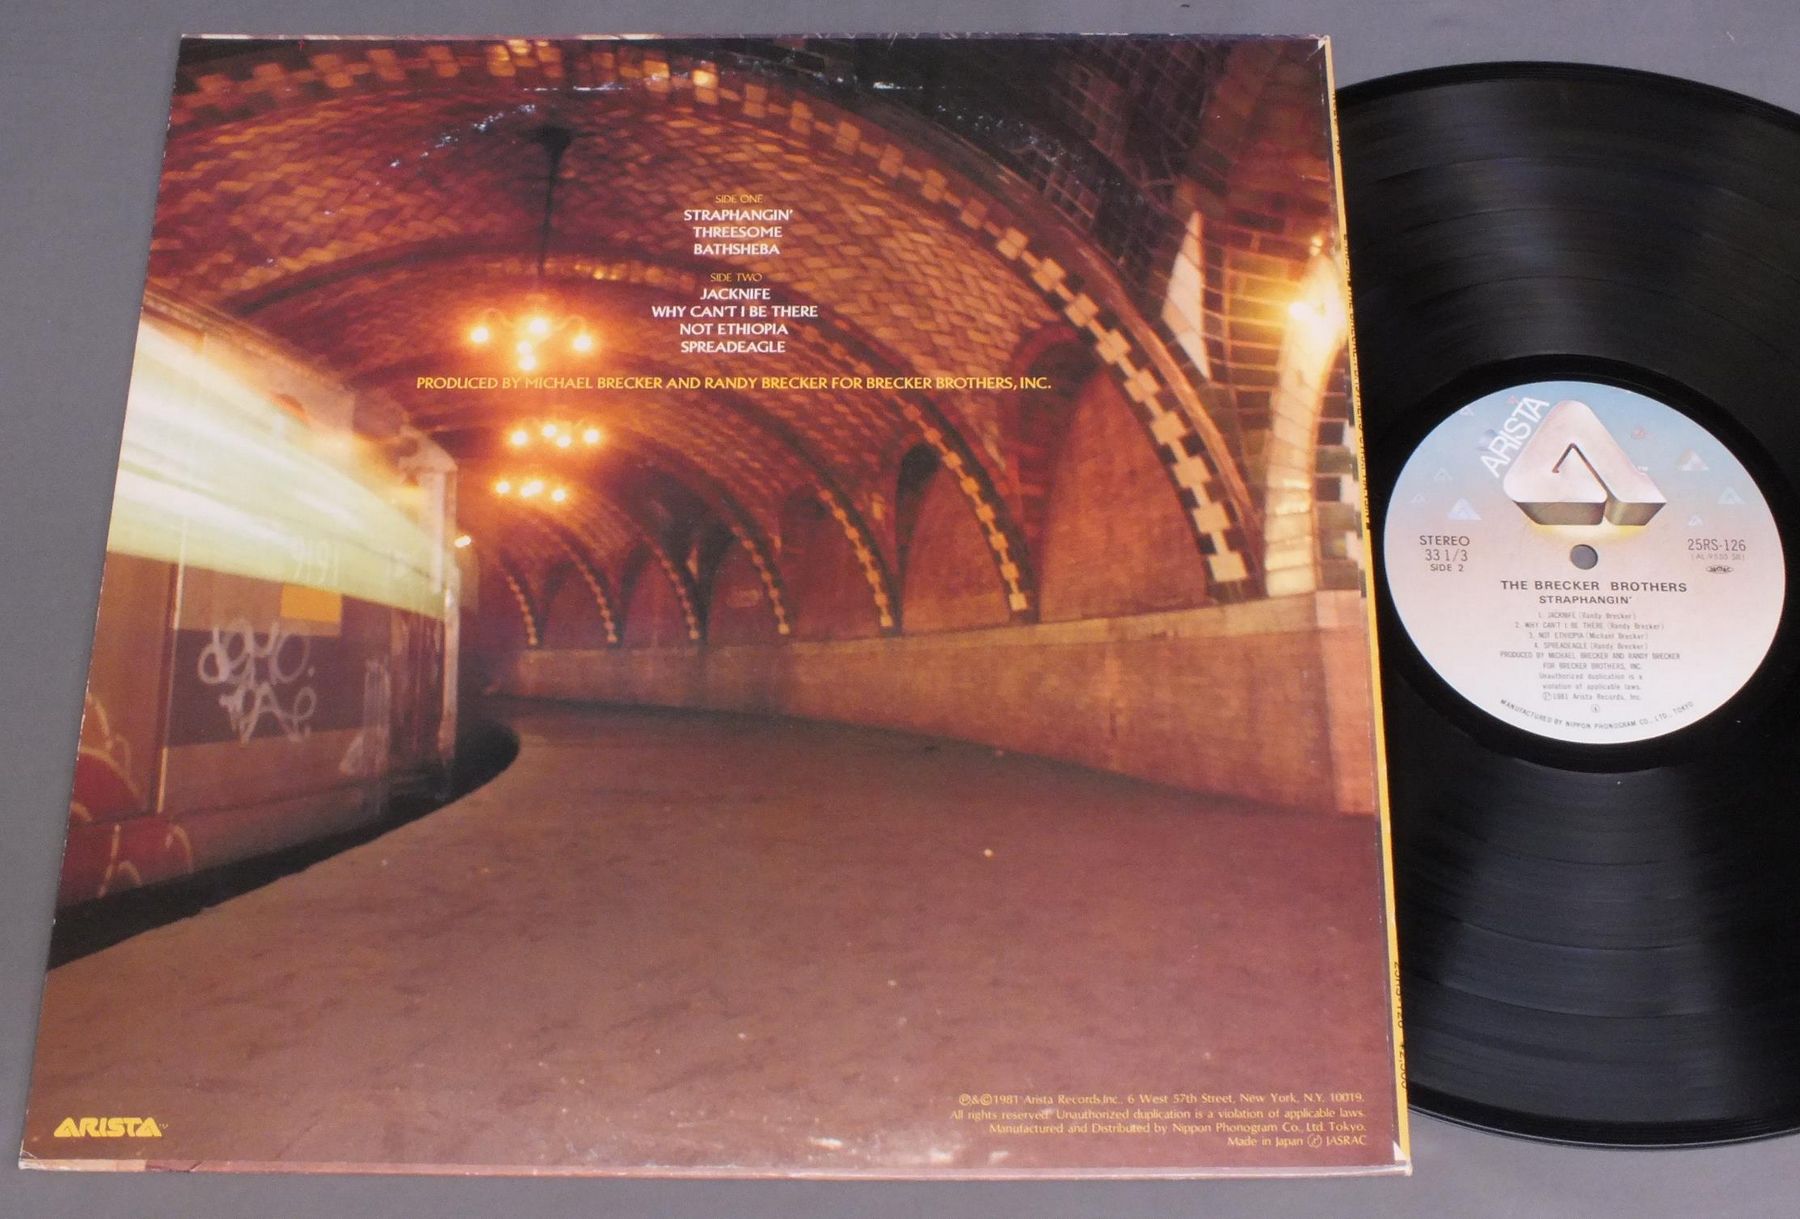 SIDE ONE
STRAPHANGIN'
THREESOME
BATHSHEBA
SIDE TWO
JACKNIFE
WHY CAN'T I BE THERE
NOT ETHIOPIA
SPREADEAGLE
PRODUCED BY MICHAEL BRECKER AND RANDY BRECKER FOR BRECKER BROTHERS, INC.
ARISTA
Ⓟ&©1981 Arista Records, Inc., 6 West 57th Street, New York, N.Y. 10019.
All rights reserved. Unauthorized duplication is a violation of applicable laws.
Manufactured and Distributed by Nippon Phonogram Co., Ltd. Tokyo.
Made in Japan JASRAC
ARISTA
STEREO
33 1/3
SIDE 2
25RS-126
(AL 9535 SB)
THE BRECKER BROTHERS
STRAPHANGIN'
1. JACKNIFE (Randy Brecker)
2. WHY CAN'T I BE THERE (Randy Brecker)
3. NOT ETHIOPIA (Michael Brecker)
4. SPREADEAGLE (Randy Brecker)
PRODUCED BY MICHAEL BRECKER AND RANDY BRECKER
FOR BRECKER BROTHERS, INC.
Unauthorized duplication is a
violation of applicable laws.
Ⓟ1981 Arista Records, Inc.
MANUFACTURED BY NIPPON PHONOGRAM CO., LTD., TOKYO